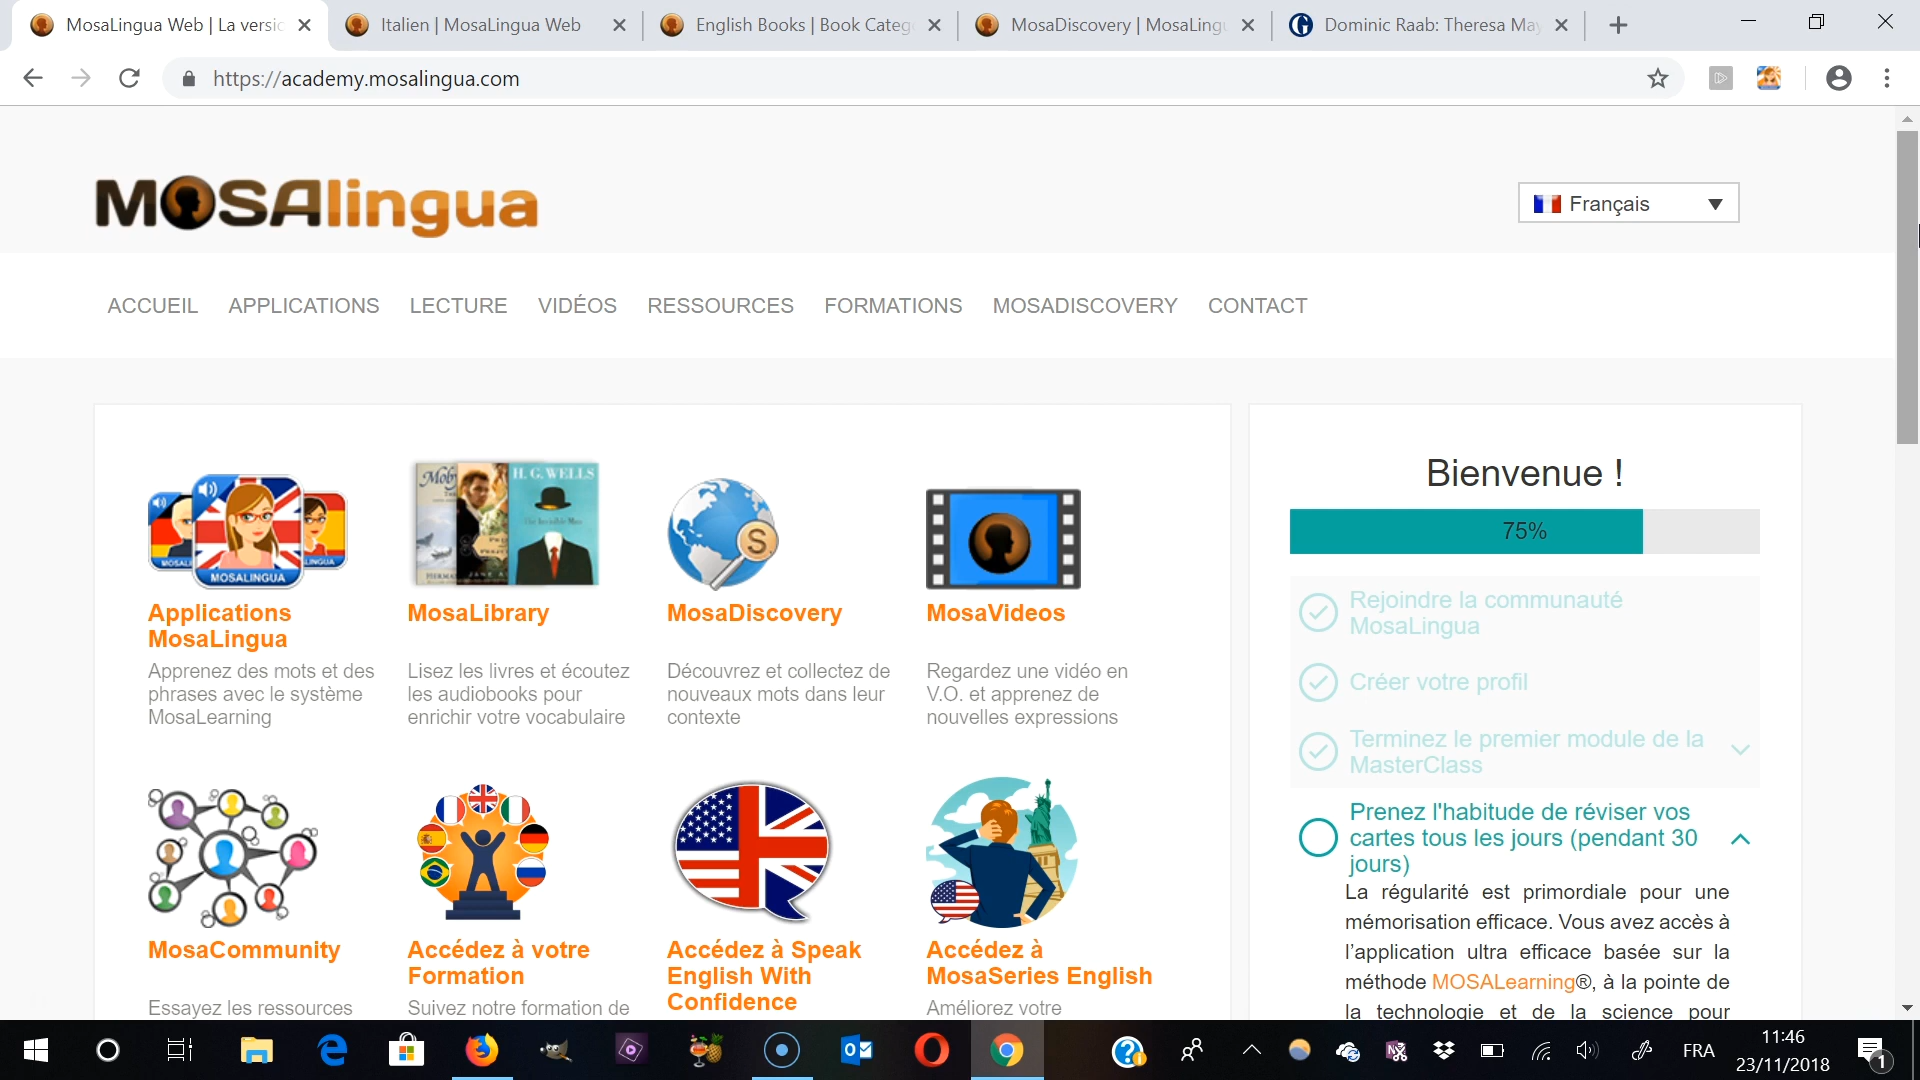 MosaLingua Web | La versic
Italien | MosaLingua Web
English Books | Book Categ
MosaDiscovery | MosaLingu
Dominic Raab: Theresa May
https://academy.mosalingua.com
MOSAlingua
Français
ACCUEIL
APPLICATIONS
LECTURE
VIDÉOS
RESSOURCES
FORMATIONS
MOSADISCOVERY
CONTACT
MOSALINGUA
H. G. WELLS
S
Applications
MosaLingua
Apprenez des mots et des
phrases avec le système
MosaLearning
MosaLibrary
Lisez les livres et écoutez
les audiobooks pour
enrichir votre vocabulaire
MosaDiscovery
Découvrez et collectez de
nouveaux mots dans leur
contexte
MosaVideos
Regardez une vidéo en
V.O. et apprenez de
nouvelles expressions
MosaCommunity
Essayez les ressources
Accédez à votre
Formation
Suivez notre formation de
Accédez à Speak
English With
Confidence
Accédez à
MosaSeries English
Améliorez votre
Bienvenue !
75%
Rejoindre la communauté
MosaLingua
Créer votre profil
Terminez le premier module de la
MasterClass
Prenez l'habitude de réviser vos
cartes tous les jours (pendant 30
jours)
La régularité est primordiale pour une
mémorisation efficace. Vous avez accès à
l’application ultra efficace basée sur la
méthode MOSALearning®, à la pointe de
la technologie et de la science pour
FRA
11:46
23/11/2018
1